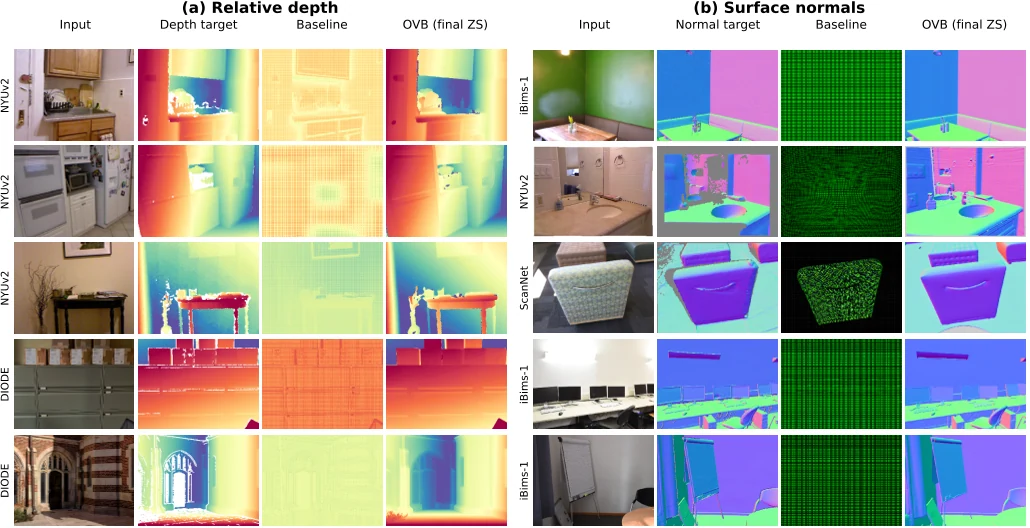 (a) Relative depth
Input Depth target Baseline OVB (final ZS)
NYUv2
NYUv2
NYUv2
DIODE
DIODE
(b) Surface normals
Input Normal target Baseline OVB (final ZS)
iBims-1
NYUv2
ScanNet
iBims-1
iBims-1